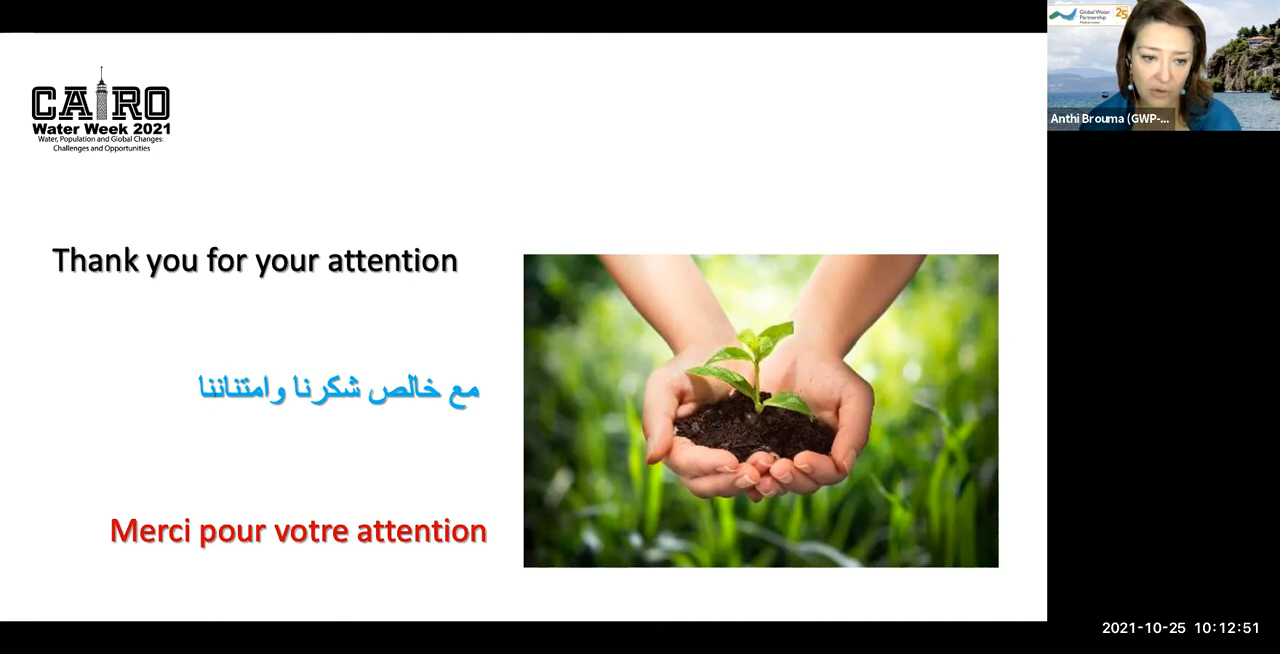 CAIRO
Water Week 2021
Water, Population and Global Changes:
Challenges and Opportunities
Thank you for your attention
مع خالص شكرنا وامتناننا
Merci pour votre attention
Global Water
Partnership
25
Anthi Brouma (GWP-...
2021-10-25 10:12:51